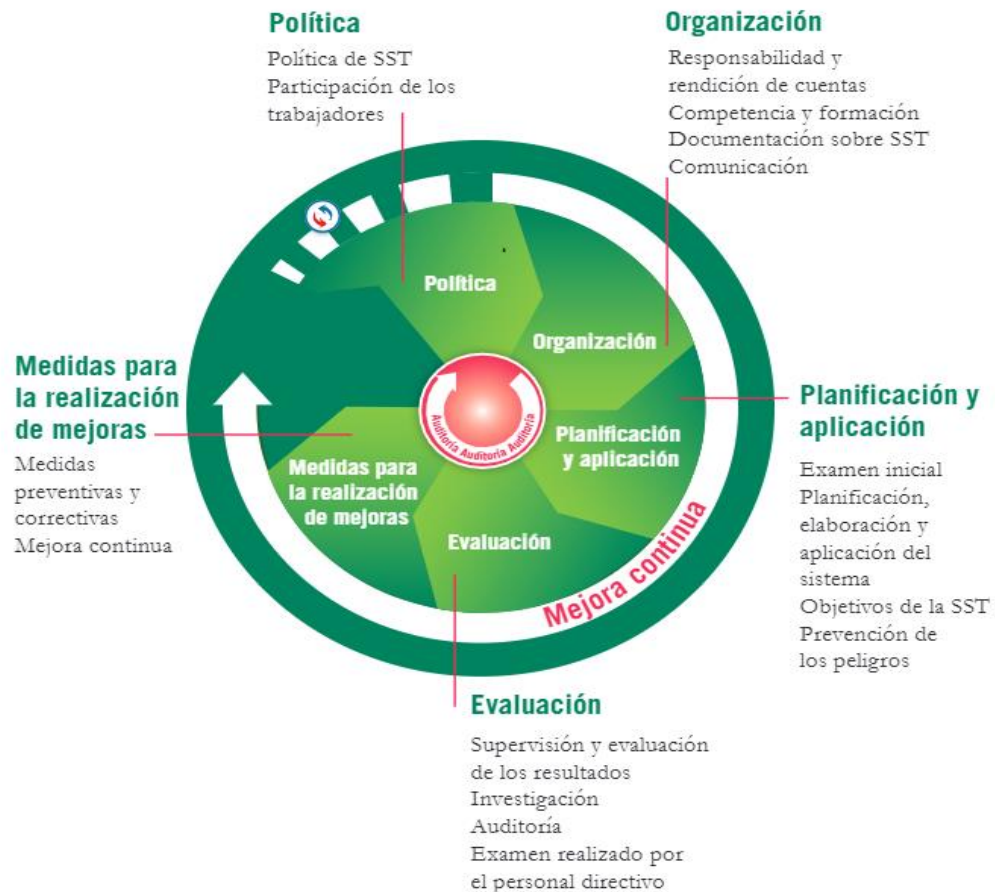 Política
Política de SST
Participación de los
trabajadores
Organización
Responsabilidad y
rendición de cuentas
Competencia y formación
Documentación sobre SST
Comunicación
Política
Organización
Planificación
y aplicación
Evaluación
Medidas para
la realización
de mejoras
Auditoría Auditoría Auditoría
Mejora continua
Medidas para
la realización
de mejoras
Medidas
preventivas y
correctivas
Mejora continua
Planificación y
aplicación
Examen inicial
Planificación,
elaboración y
aplicación del
sistema
Objetivos de la SST
Prevención de
los peligros
Evaluación
Supervisión y evaluación
de los resultados
Investigación
Auditoría
Examen realizado por
el personal directivo